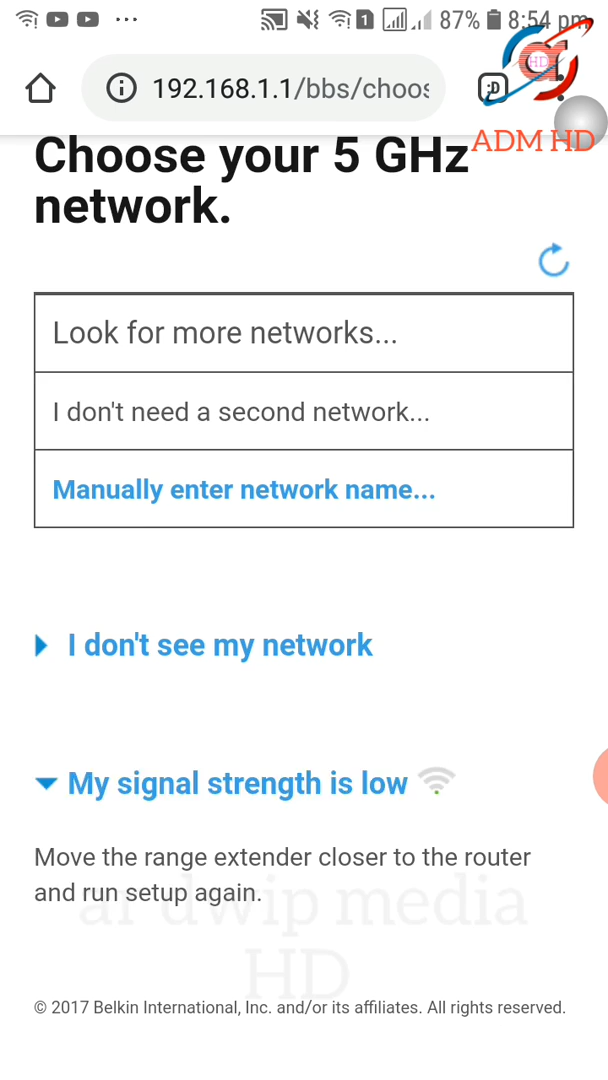 87% 8:54 pm
192.168.1.1/bbs/choos
:D
HD
ADM HD
Choose your 5 GHz
network.
Look for more networks...
I don't need a second network...
Manually enter network name...
I don't see my network
My signal strength is low
Move the range extender closer to the router
and run setup again.
ar dwip media
HD
© 2017 Belkin International, Inc. and/or its affiliates. All rights reserved.